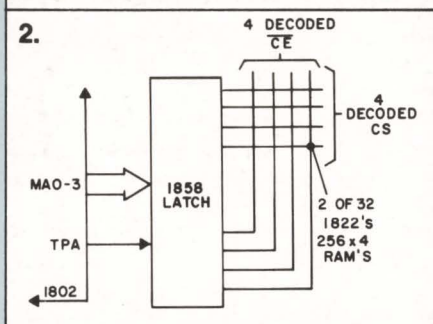 2.
4 DECODED
CE
4
DECODED
CS
MA0-3
1858
LATCH
TPA
2 OF 32
1822'S
256 x 4
RAM'S
1802